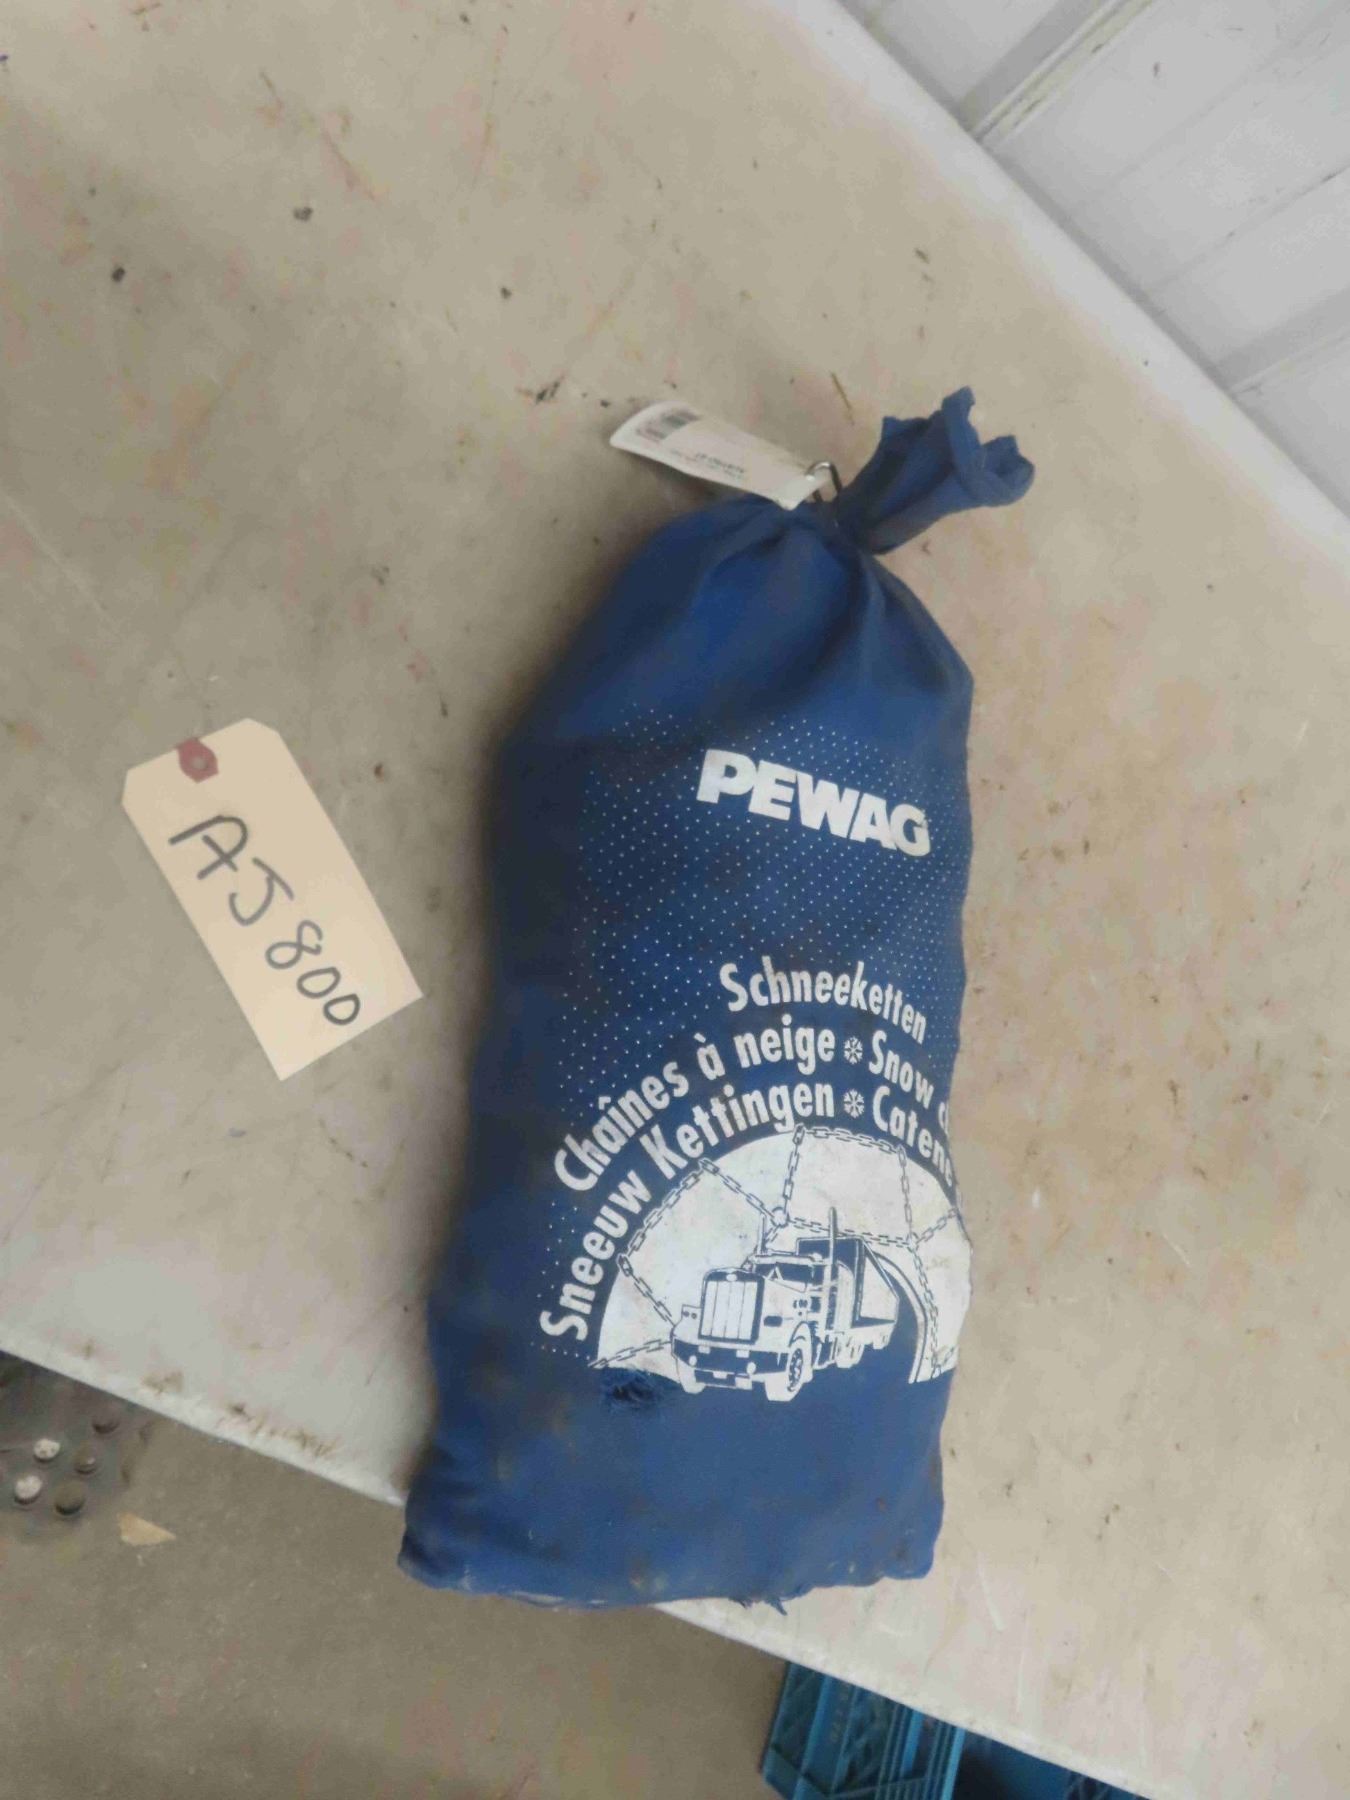 PEWAG
Schneeketten
Chaînes à neige Snow
Sneeuw Kettingen
AJ800